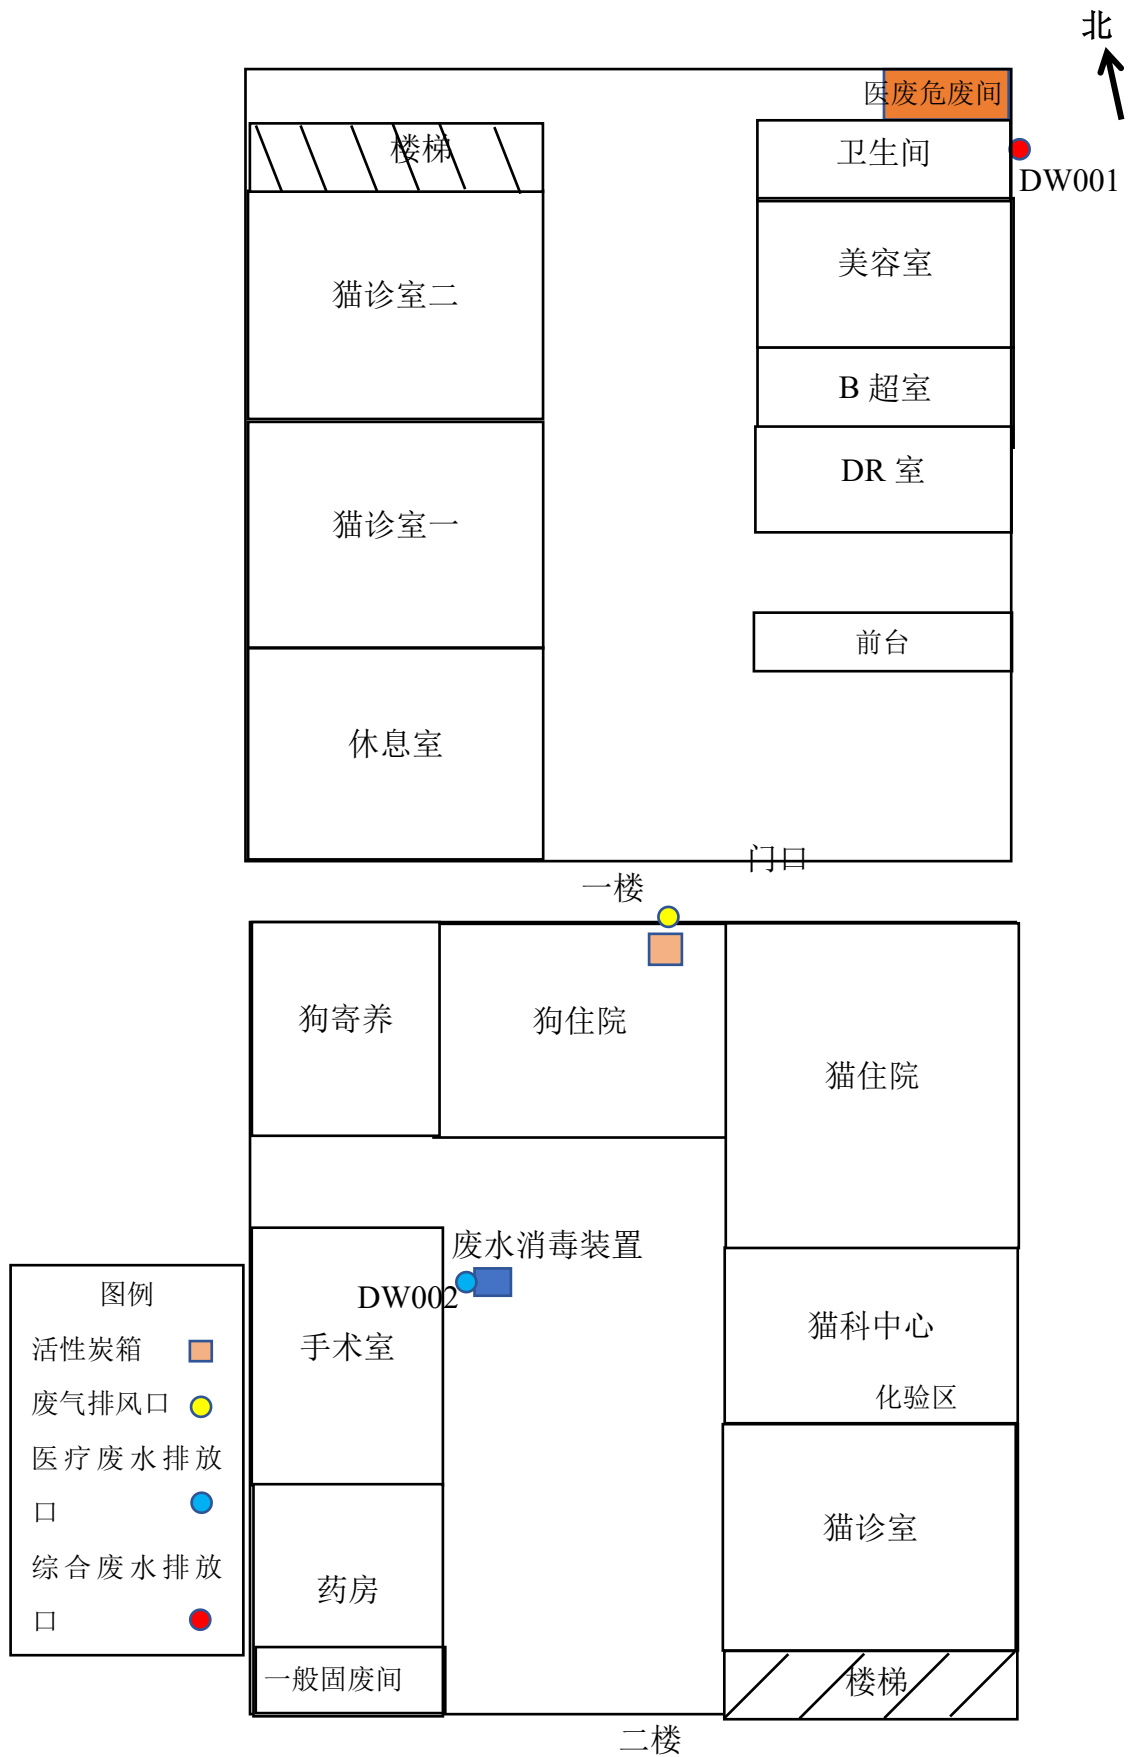 北
医废危废间
楼梯
卫生间
DW001
美容室
猫诊室二
B 超室
DR 室
猫诊室一
前台
休息室
门口
一楼
狗寄养
狗住院
猫住院
废水消毒装置
DW002
手术室
猫科中心
化验区
猫诊室
药房
一般固废间
楼梯
二楼
图例
活性炭箱
废气排风口
医疗废水排放
口
综合废水排放
口